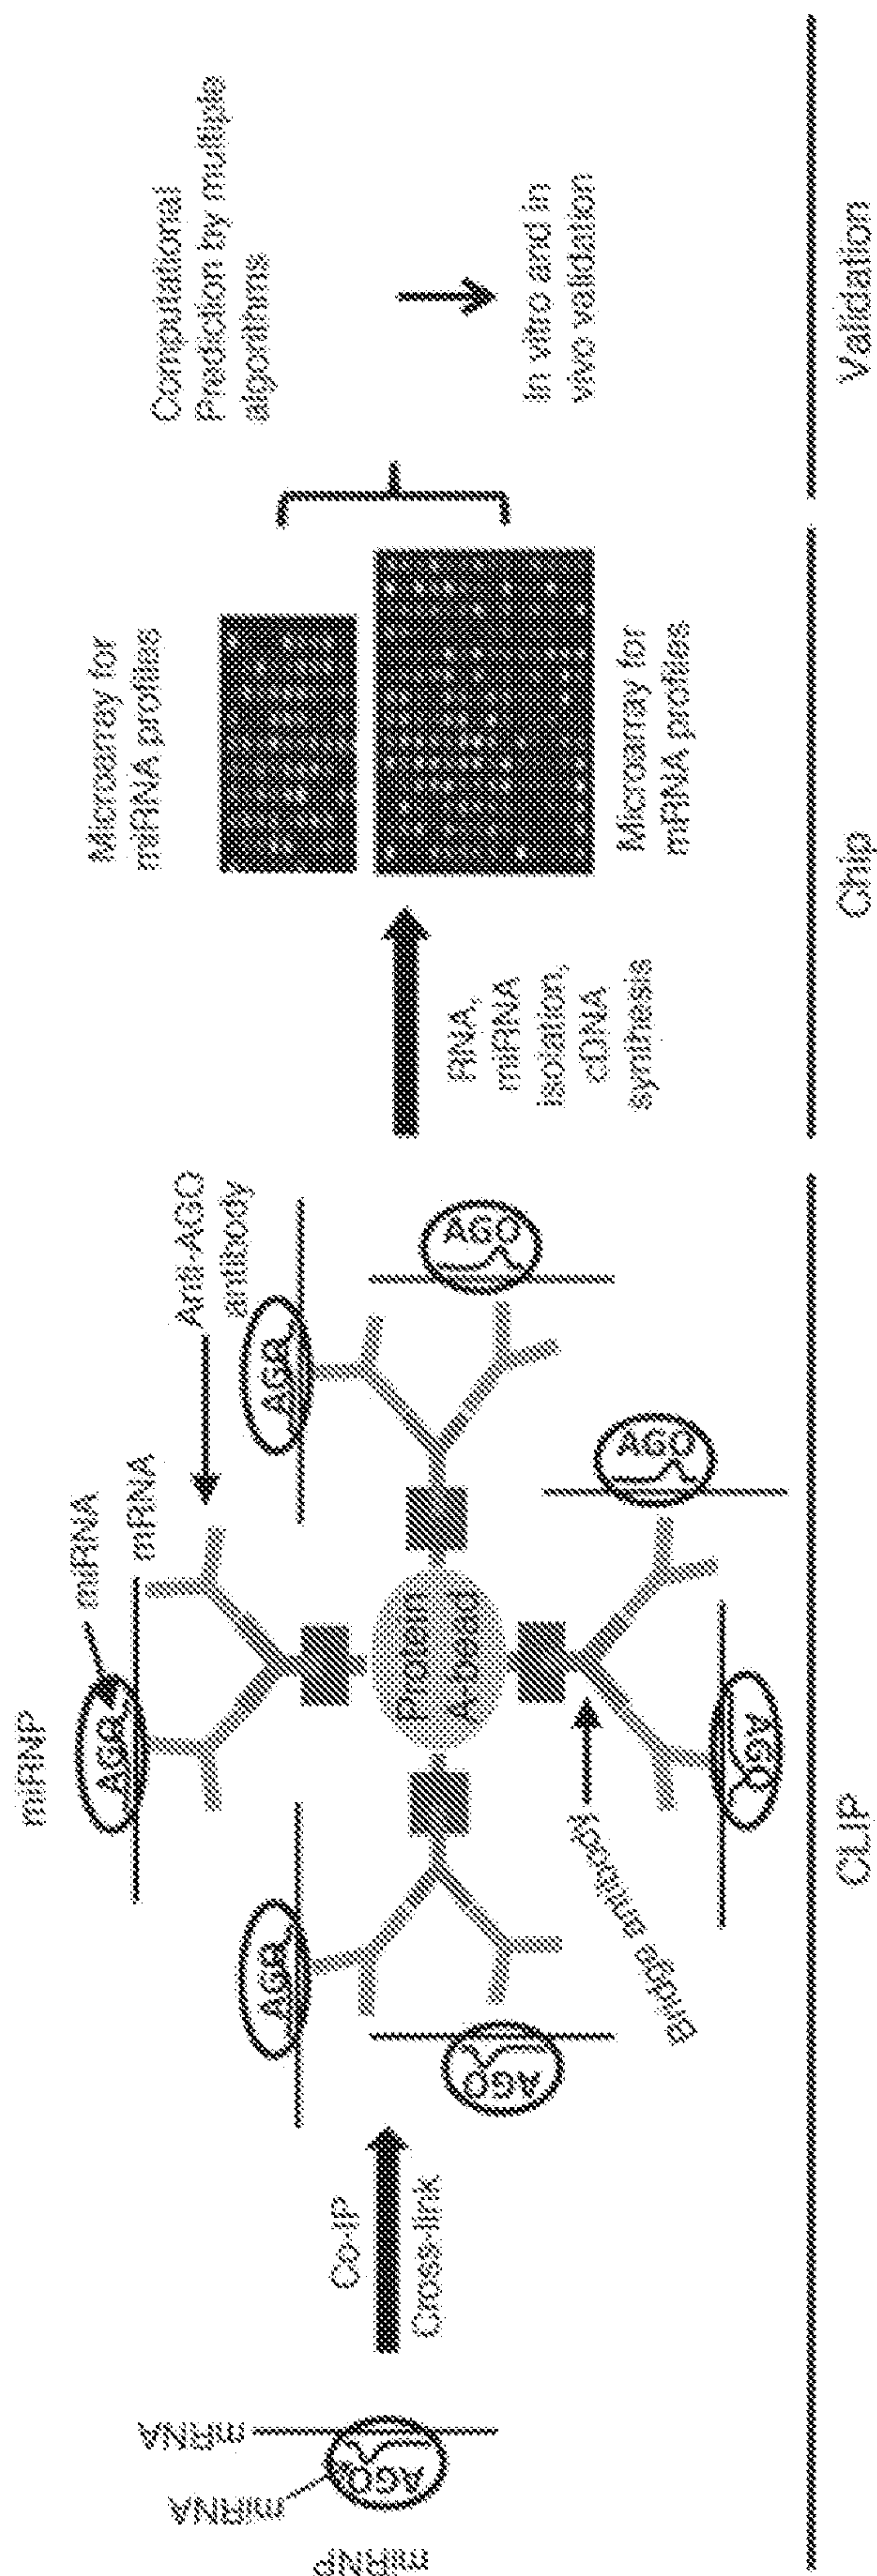 miRNP
miRNA
mRNA
AGO
Co-IP
Cross-link
miRNP
miRNA
mRNA
AGO
Anti-AGO
antibody
AGO
AGO
AGO
AGO
Protein
A-bead
AGO
AGO
Bridge antibody
RNA,
miRNA
isolation,
cDNA
synthesis
Microarray for
miRNA profiles
Microarray for
mRNA profiles
Computational
Prediction by multiple
algorithms
In vitro and in
vivo validation
CLIP
Chip
Validation